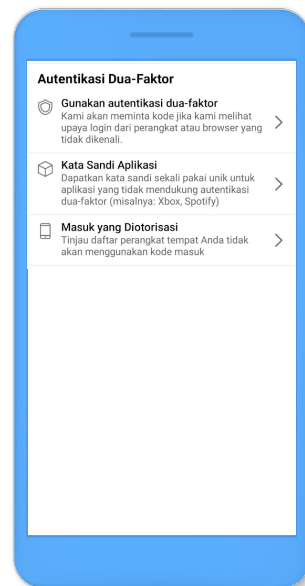 Autentikasi Dua-Faktor
Gunakan autentikasi dua-faktor
Kami akan meminta kode jika kami melihat
upaya login dari perangkat atau browser yang
tidak dikenali.
Kata Sandi Aplikasi
Dapatkan kata sandi sekali pakai unik untuk
aplikasi yang tidak mendukung autentikasi
dua-faktor (misalnya: Xbox, Spotify)
Masuk yang Diotorisasi
Tinjau daftar perangkat tempat Anda tidak
akan menggunakan kode masuk